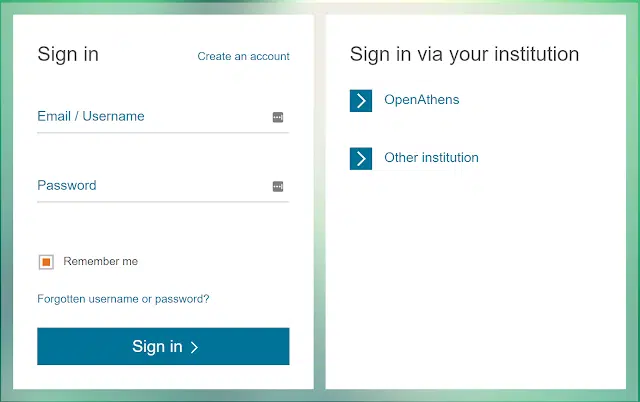 Sign in
Create an account
Email / Username
Password
Remember me
Forgotten username or password?
Sign in
Sign in via your institution
OpenAthens
Other institution